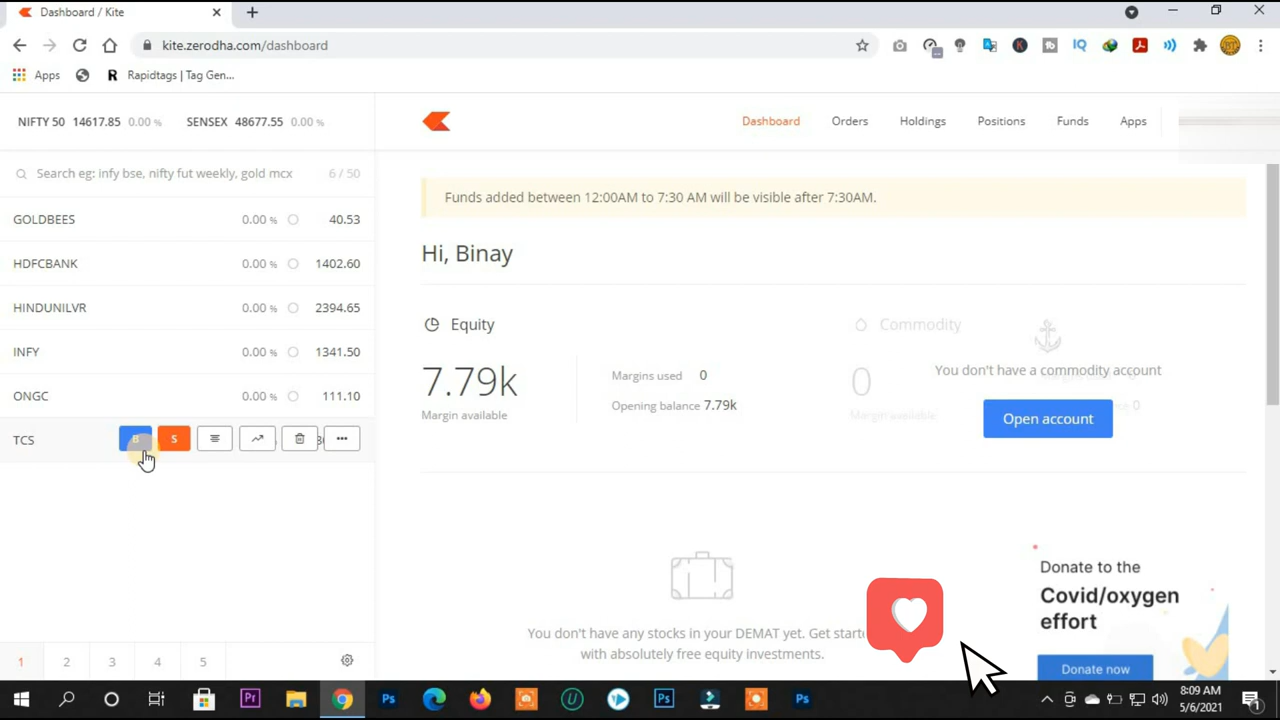 Dashboard / Kite
kite.zerodha.com/dashboard
Apps
R Rapidtags | Tag Gen...
NIFTY 50 14617.85 0.00 % SENSEX 48677.55 0.00 %
Dashboard Orders Holdings Positions Funds Apps
Search eg: infy bse, nifty fut weekly, gold mcx 6 / 50
Funds added between 12:00AM to 7:30 AM will be visible after 7:30AM.
GOLDBEES 0.00 % 40.53
Hi, Binay
HDFCBANK 0.00 % 1402.60
HINDUNILVR 0.00 % 2394.65
Equity
Commodity
INFY 0.00 % 1341.50
7.79k
Margin available
Margins used 0
Opening balance 7.79k
0
Margin available
You don't have a commodity account
Open account
ONGC 0.00 % 111.10
TCS B S
Donate to the
Covid/oxygen
effort
Donate now
You don't have any stocks in your DEMAT yet. Get
with absolutely free equity investments.
1 2 3 4 5
8:09 AM
5/6/2021